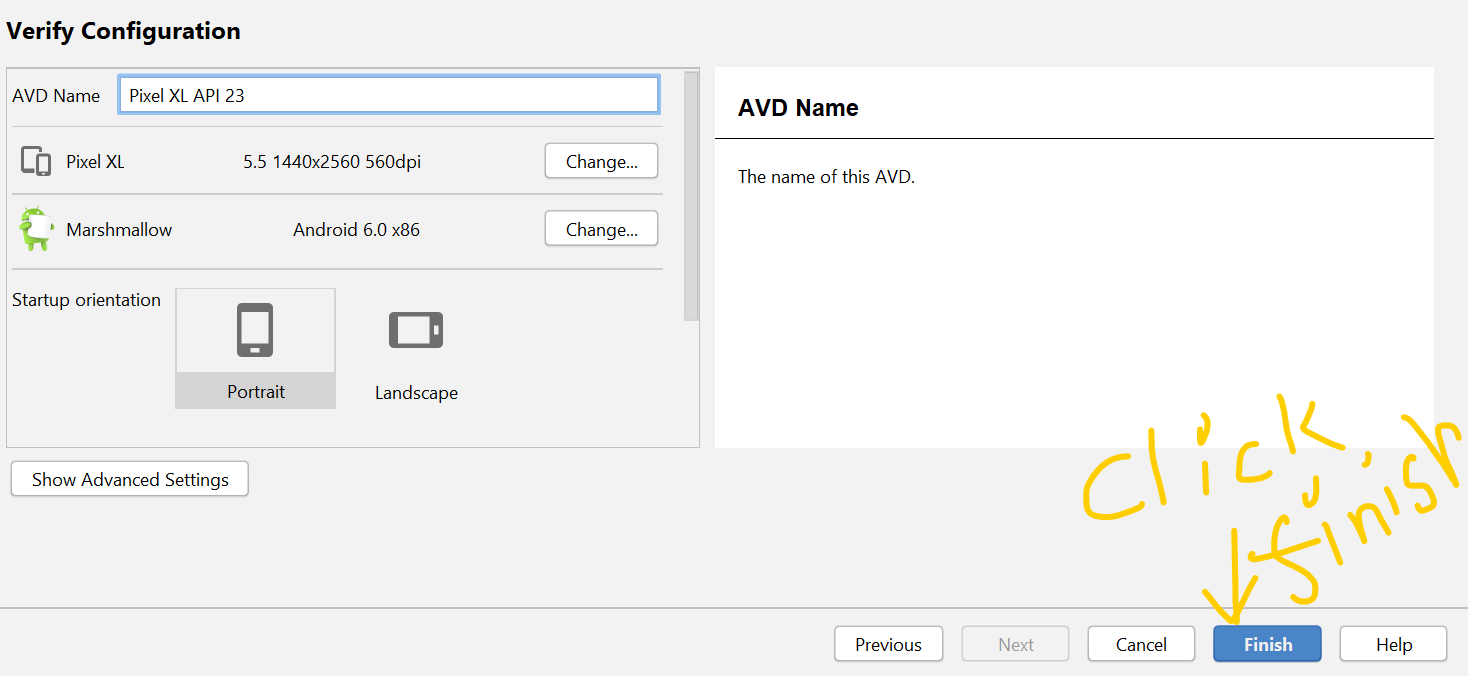 Verify Configuration
AVD Name Pixel XL API 23
Pixel XL 5.5 1440x2560 560dpi Change...
Marshmallow Android 6.0 x86 Change...
Startup orientation
Portrait
Landscape
Show Advanced Settings
AVD Name
The name of this AVD.
Click
finish
Previous Next Cancel Finish Help